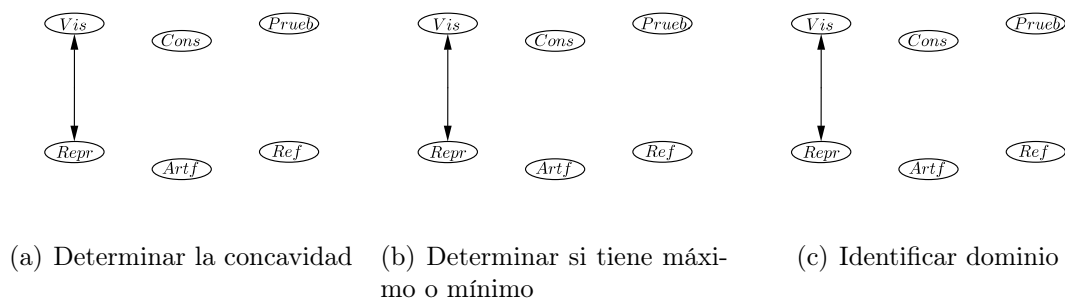 Vis Cons Prueb
Repr Artf Ref
Vis Cons Prueb
Repr Artf Ref
Vis Cons Prueb
Repr Artf Ref
(a) Determinar la concavidad
(b) Determinar si tiene máxi-
mo o mínimo
(c) Identificar dominio